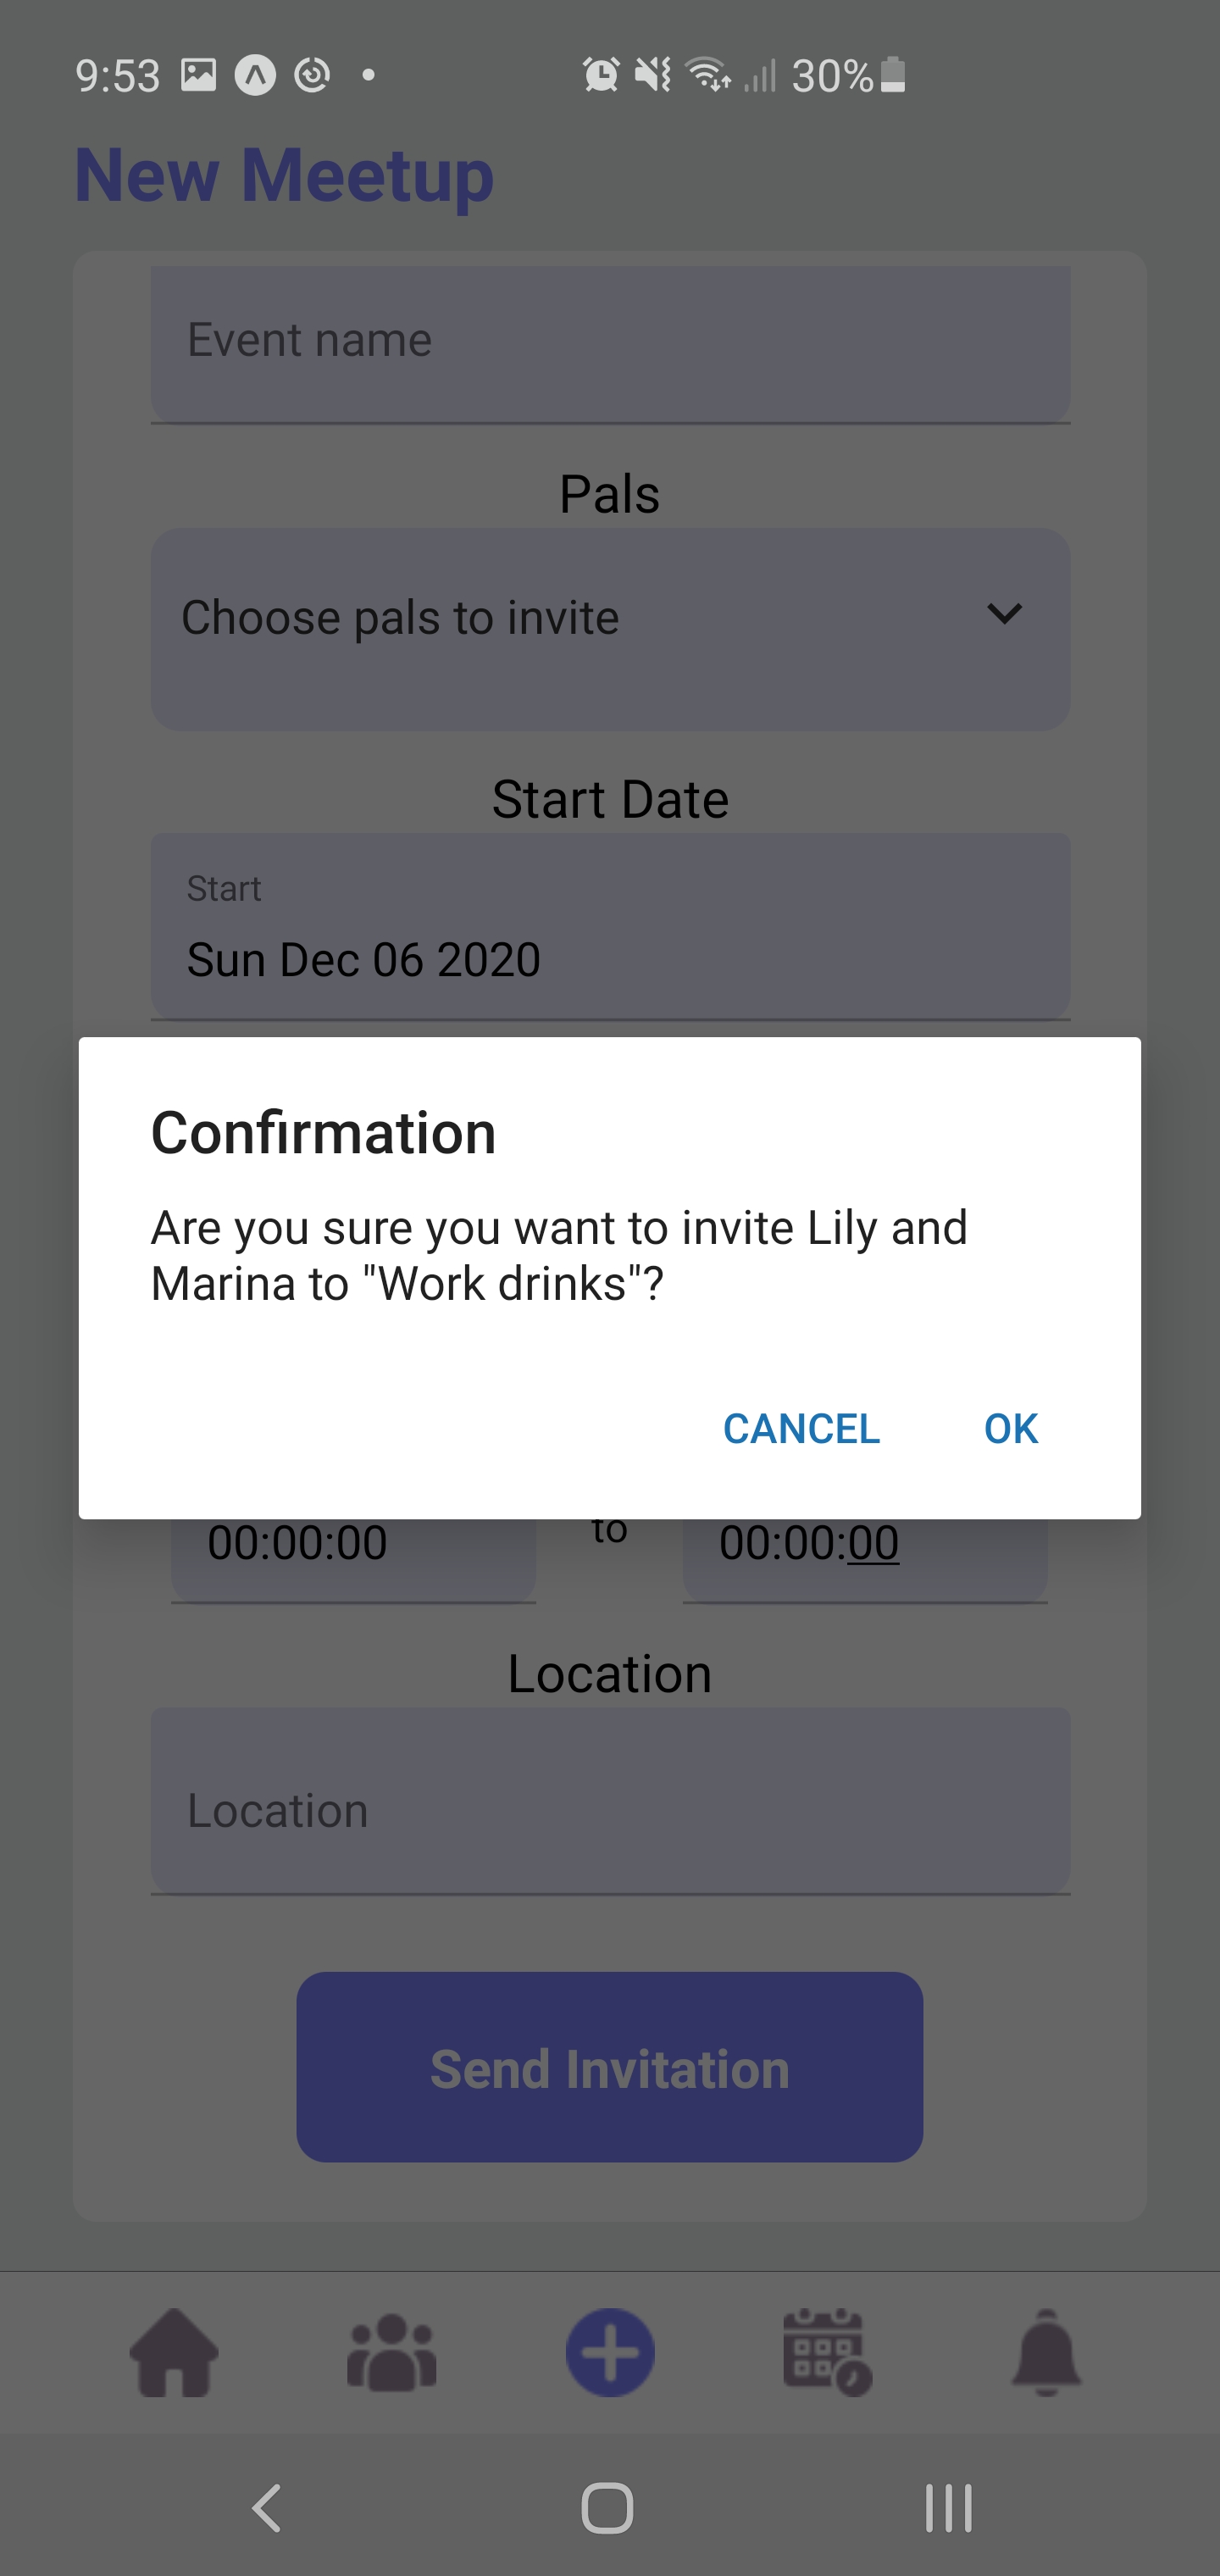 9:53 30%
New Meetup
Event name
Pals
Choose pals to invite
Start Date
Start
Sun Dec 06 2020
Confirmation
Are you sure you want to invite Lily and
Marina to "Work drinks"?
CANCEL OK
00:00:00 to 00:00:00
Location
Location
Send Invitation